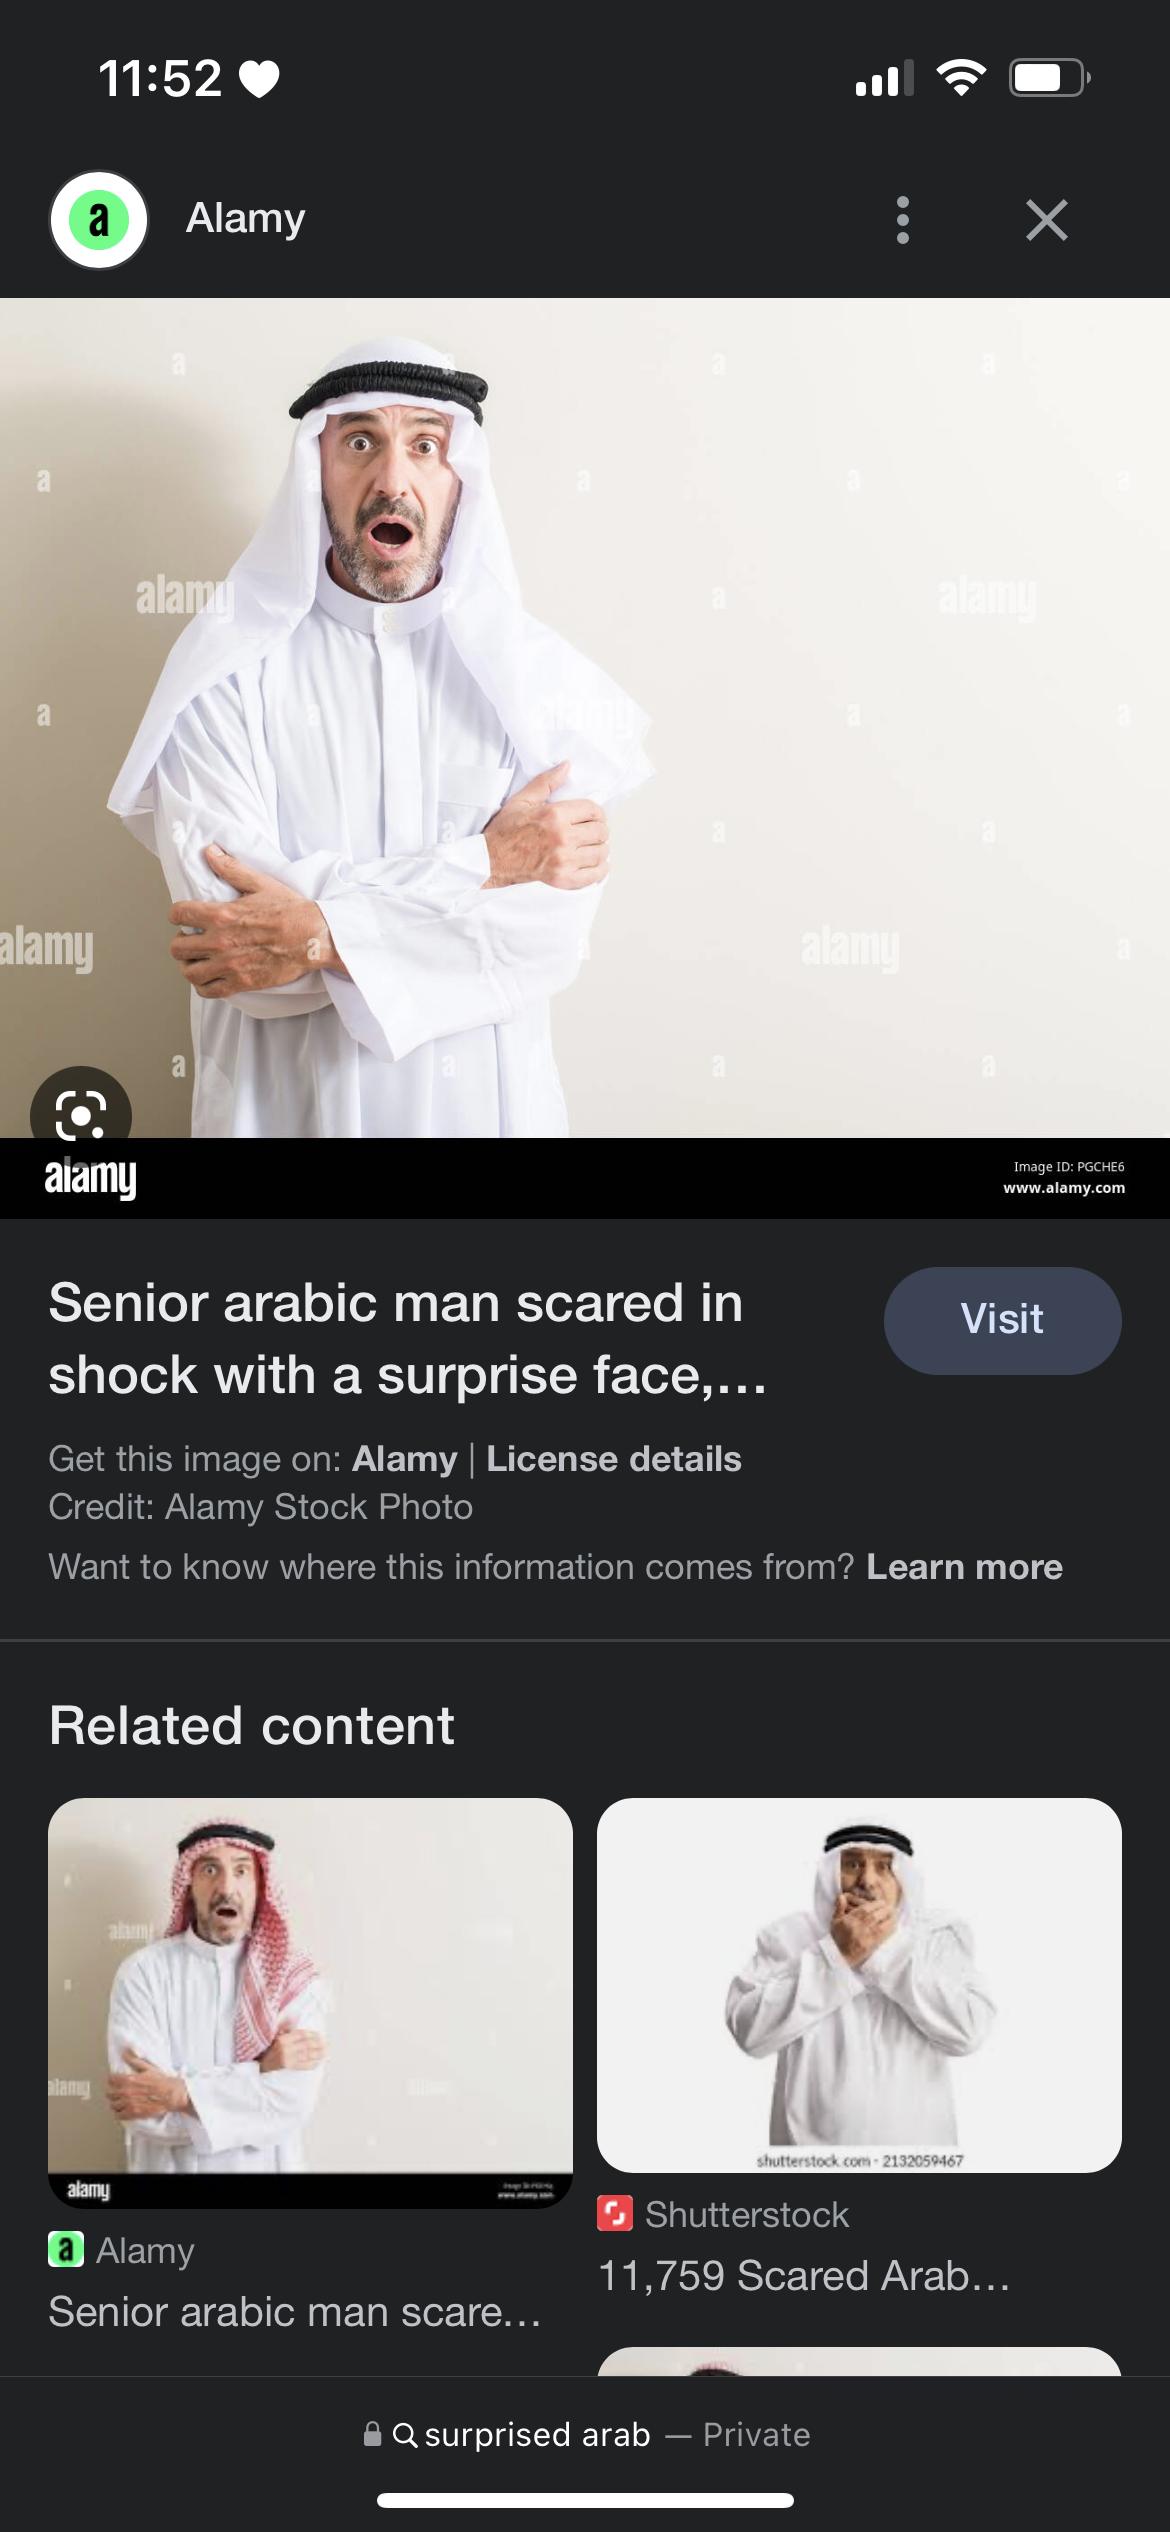 11:52
a Alamy
alamy
alamy
alamy
alamy
alamy
alamy
Image ID: PGCHE6
www.alamy.com
Senior arabic man scared in
shock with a surprise face,...
Visit
Get this image on: Alamy | License details
Credit: Alamy Stock Photo
Want to know where this information comes from? Learn more
Related content
alamy
alamy
alamy
shutterstock.com · 2132059467
a Alamy
Senior arabic man scare...
Shutterstock
11,759 Scared Arab...
surprised arab — Private